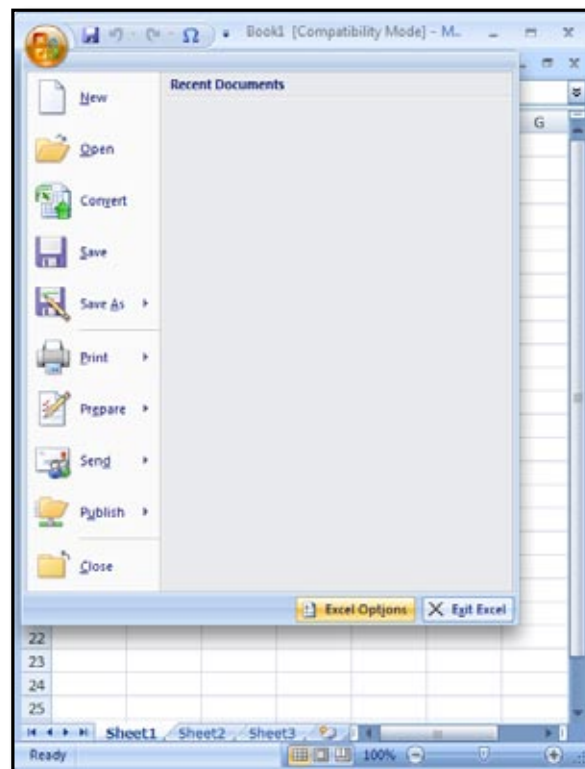 Ω Book1 [Compatibility Mode] - M..
New
Recent Documents
G
Open
Convert
Save
Save As
Print
Prepare
Send
Publish
Close
Excel Options Exit Excel
22
23
24
25
Sheet1 Sheet2 Sheet3
Ready 100%